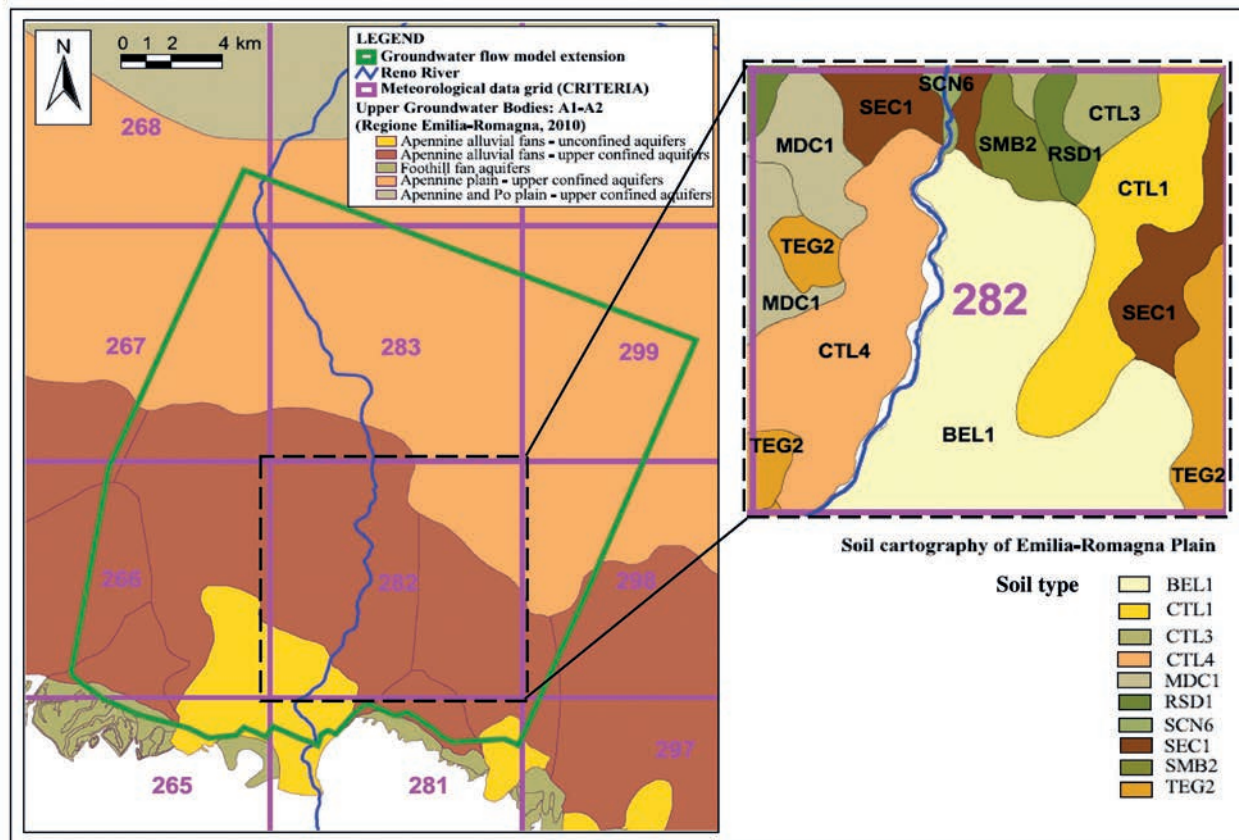 N
0 1 2 4 km
LEGEND
Groundwater flow model extension
Reno River
Meteorological data grid (CRITERIA)
Upper Groundwater Bodies: A1-A2
(Regione Emilia-Romagna, 2010)
Apennine alluvial fans - unconfined aquifers
Apennine alluvial fans - upper confined aquifers
Foothill fan aquifers
Apennine plain - upper confined aquifers
Apennine and Po plain - upper confined aquifers
268
267
283
299
266
282
298
265
281
297
SCN6
SEC1
CTL3
MDC1
SMB2
RSD1
CTL1
TEG2
282
MDC1
SEC1
CTL4
BEL1
TEG2
TEG2
Soil cartography of Emilia-Romagna Plain
Soil type
BEL1
CTL1
CTL3
CTL4
MDC1
RSD1
SCN6
SEC1
SMB2
TEG2